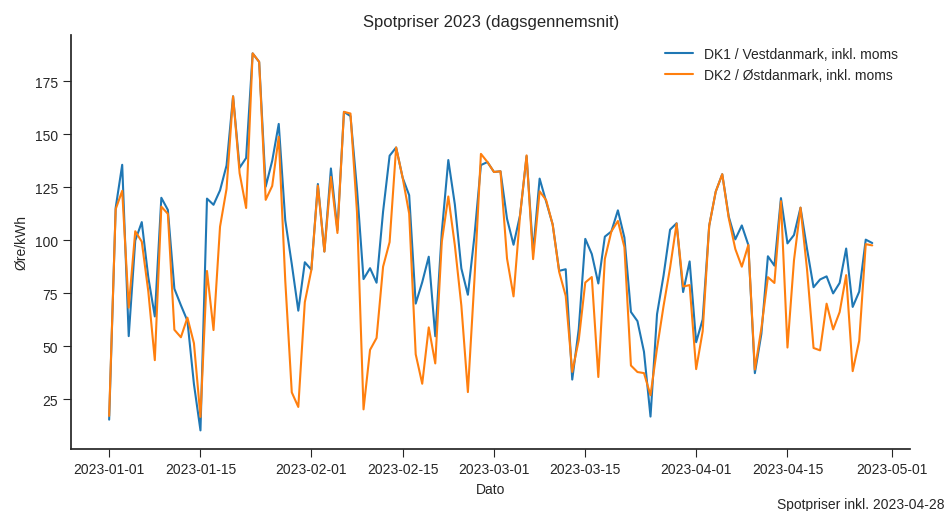 Spotpriser 2023 (dagsgennemsnit)
DK1 / Vestdanmark, inkl. moms
DK2 / Østdanmark, inkl. moms
Øre/kWh
175
150
125
100
75
50
25
2023-01-01 2023-01-15 2023-02-01 2023-02-15 2023-03-01 2023-03-15 2023-04-01 2023-04-15 2023-05-01
Dato
Spotpriser inkl. 2023-04-28